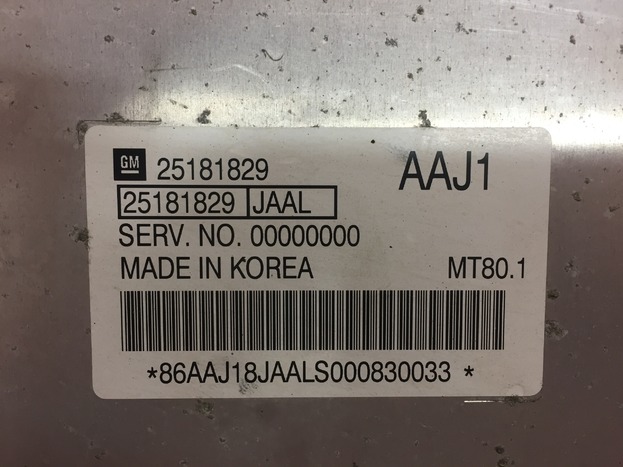 GM 25181829 AAJ1
25181829 JAAL
SERV. NO. 00000000
MADE IN KOREA MT80.1
*86AAJ18JAALS000830033 *